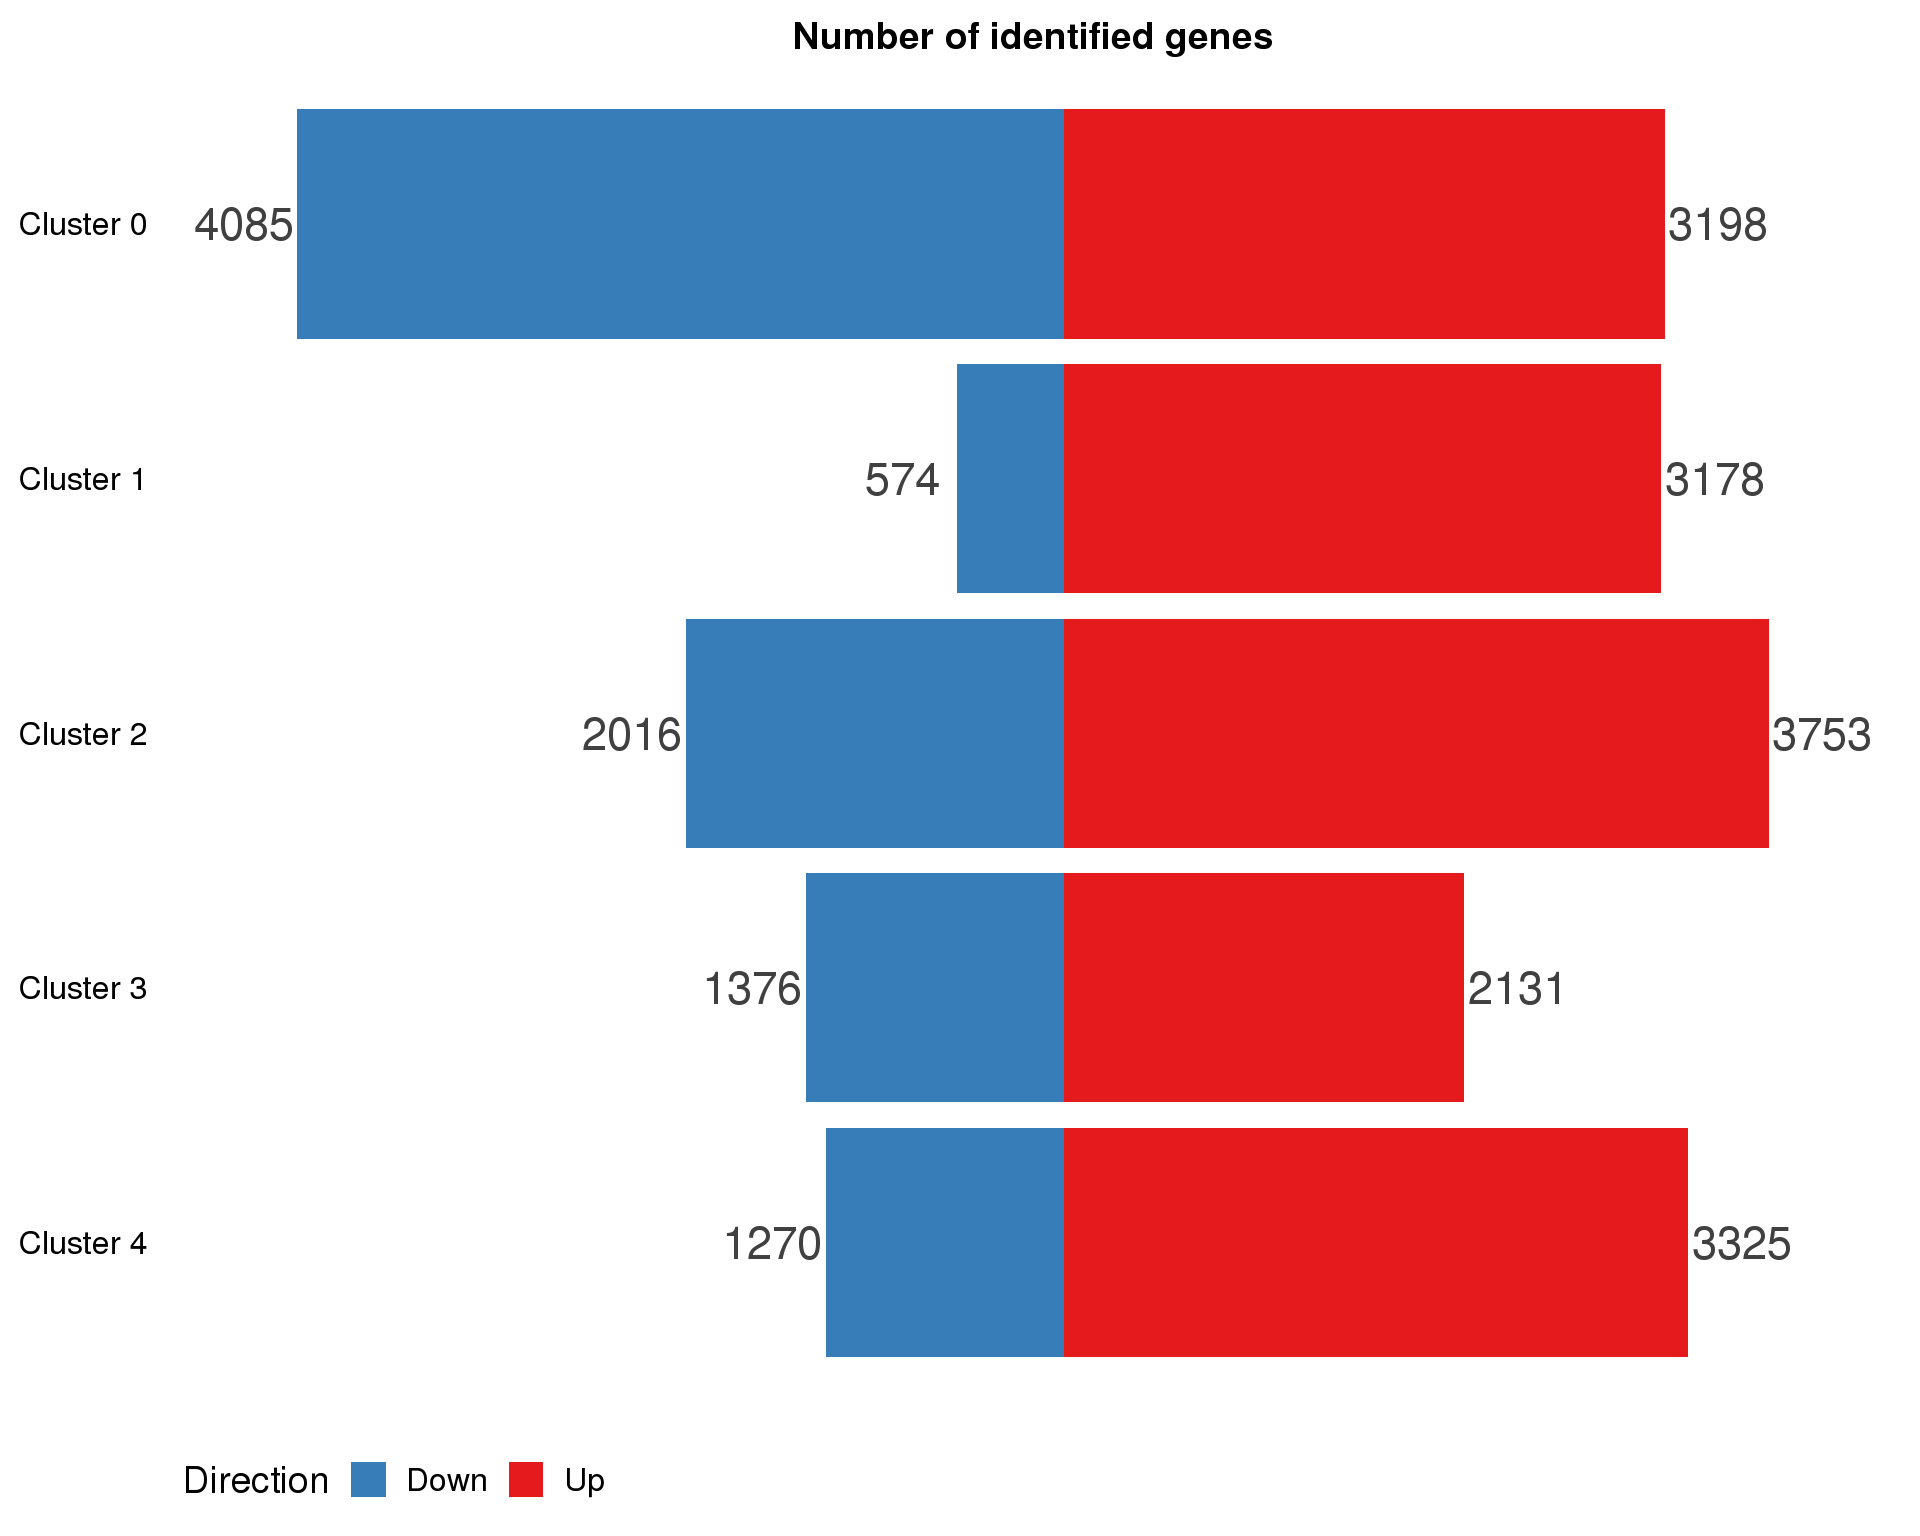 Number of identified genes
Cluster 0 4085 3198
Cluster 1 574 3178
Cluster 2 2016 3753
Cluster 3 1376 2131
Cluster 4 1270 3325
Direction Down Up